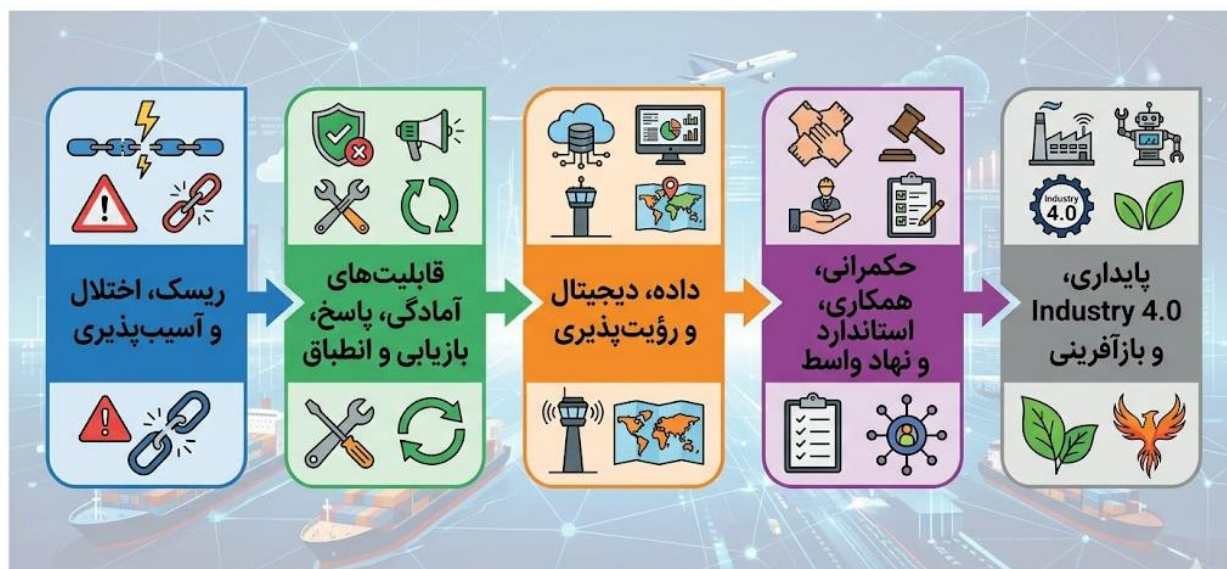 ریسک، اختلال
و آسیب‌پذیری
قابلیت‌های
آمادگی، پاسخ،
بازیابی و انطباق
داده، دیجیتال
و رؤیت‌پذیری
حکمرانی،
همکاری،
استاندارد
و نهاد واسط
Industry
4.0
پایداری،
Industry 4.0
و بازآفرینی